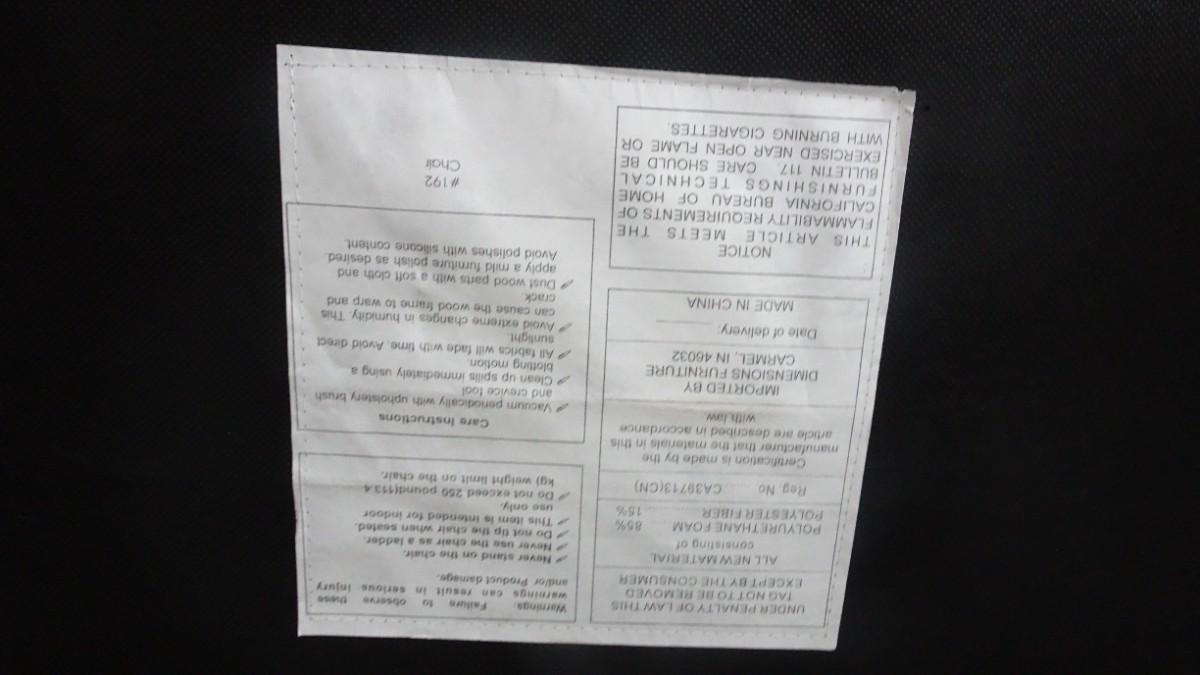 UNDER PENALTY OF LAW THIS
TAG NOT TO BE REMOVED
EXCEPT BY THE CONSUMER
ALL NEW MATERIAL
consisting of
POLYURETHANE FOAM 85%
POLYESTER FIBER 15%
Reg. No. CA39713(CN)
Certification is made by the
manufacturer that the materials in this
article are described in accordance
with law.
IMPORTED BY
DIMENSIONS FURNITURE
CARMEL, IN 46032
Date of delivery:
MADE IN CHINA
NOTICE
THIS ARTICLE MEETS THE
FLAMMABILITY REQUIREMENTS OF
CALIFORNIA BUREAU OF HOME
FURNISHINGS TECHNICAL
BULLETIN 117. CARE SHOULD BE
EXERCISED NEAR OPEN FLAME OR
WITH BURNING CIGARETTES.
Warnings: Failure to observe these
warnings can result in serious injury
and/or Product damage.
Never stand on the chair.
Never use the chair as a ladder.
Do not tip the chair when seated.
This item is intended for indoor
use only.
Do not exceed 250 pound(113.4
kg) weight limit on the chair.
Care Instructions
Vacuum periodically with upholstery brush
and crevice tool
Clean up spills immediately using a
blotting motion.
All fabrics will fade with time. Avoid direct
sunlight.
Avoid extreme changes in humidity. This
can cause the wood frame to warp and
crack.
Dust wood parts with a soft cloth and
apply a mild furniture polish as desired.
Avoid polishes with silicone content.
#192
Chair